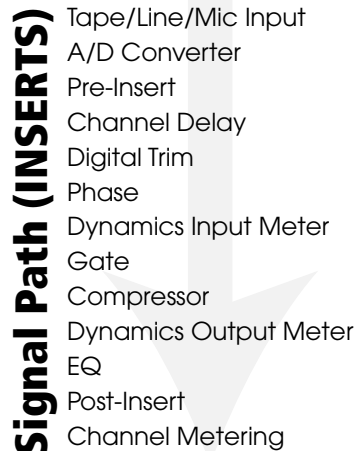 Signal Path (INSERTS)
Tape/Line/Mic Input
A/D Converter
Pre-Insert
Channel Delay
Digital Trim
Phase
Dynamics Input Meter
Gate
Compressor
Dynamics Output Meter
EQ
Post-Insert
Channel Metering